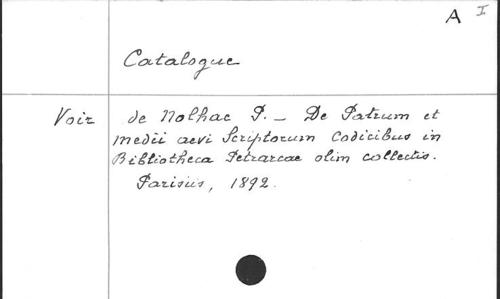 A I
Catalogue
Voir de Nolhac P. _ De Patrum et
medii aevi Scriptorum Codicibus in
Bibliotheca Petrarcae olim collectis.
Parisiis, 1892.